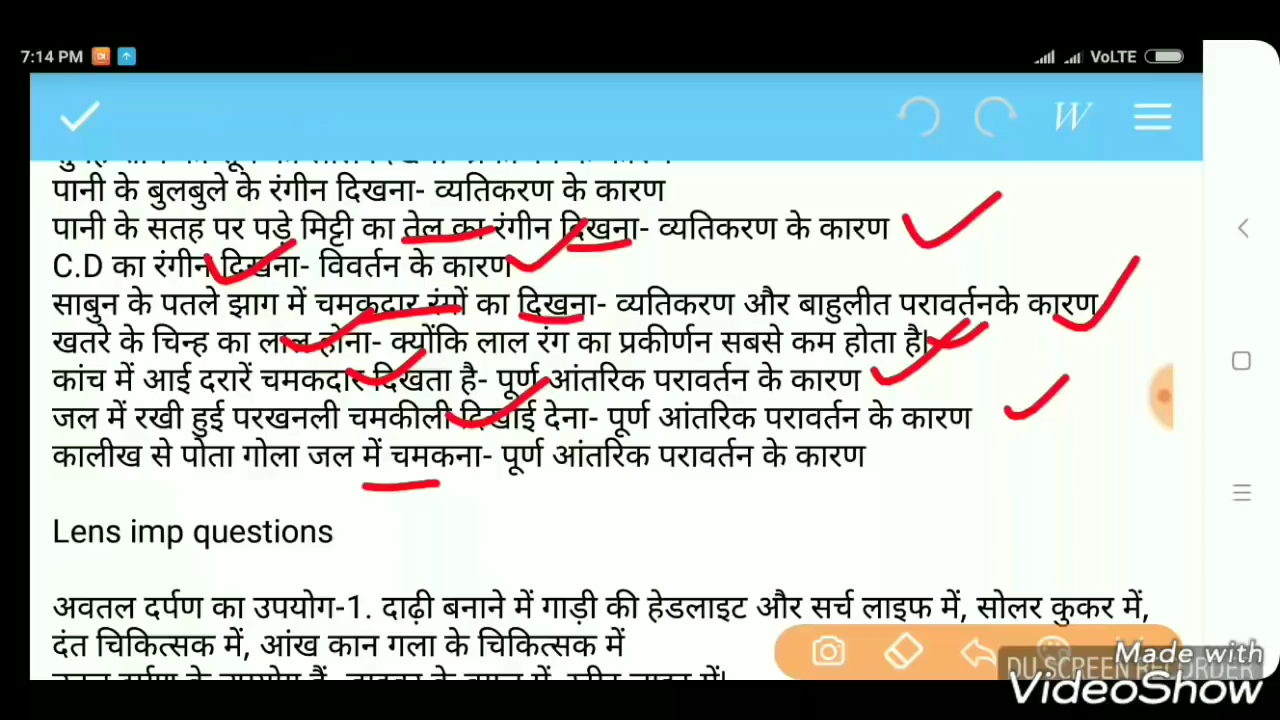 7:14 PM
VoLTE
W
पानी के बुलबुले के रंगीन दिखना- व्यतिकरण के कारण
पानी के सतह पर पड़े मिट्टी का तेल का रंगीन दिखना- व्यतिकरण के कारण
C.D का रंगीन दिखना- विवर्तन के कारण
साबुन के पतले झाग में चमकदार रंगों का दिखना- व्यतिकरण और बाहुलीत परावर्तनके कारण
खतरे के चिन्ह का लाल होना- क्योंकि लाल रंग का प्रकीर्णन सबसे कम होता है|
कांच में आई दरारें चमकदार दिखता है- पूर्ण आंतरिक परावर्तन के कारण
जल में रखी हुई परखनली चमकीली दिखाई देना- पूर्ण आंतरिक परावर्तन के कारण
कालीख से पोता गोला जल में चमकना- पूर्ण आंतरिक परावर्तन के कारण
Lens imp questions
अवतल दर्पण का उपयोग-1. दाढ़ी बनाने में गाड़ी की हेडलाइट और सर्च लाइफ में, सोलर कुकर में,
दंत चिकित्सक में, आंख कान गला के चिकित्सक में
Made with
DU SCREEN RECORDER
VideoShow